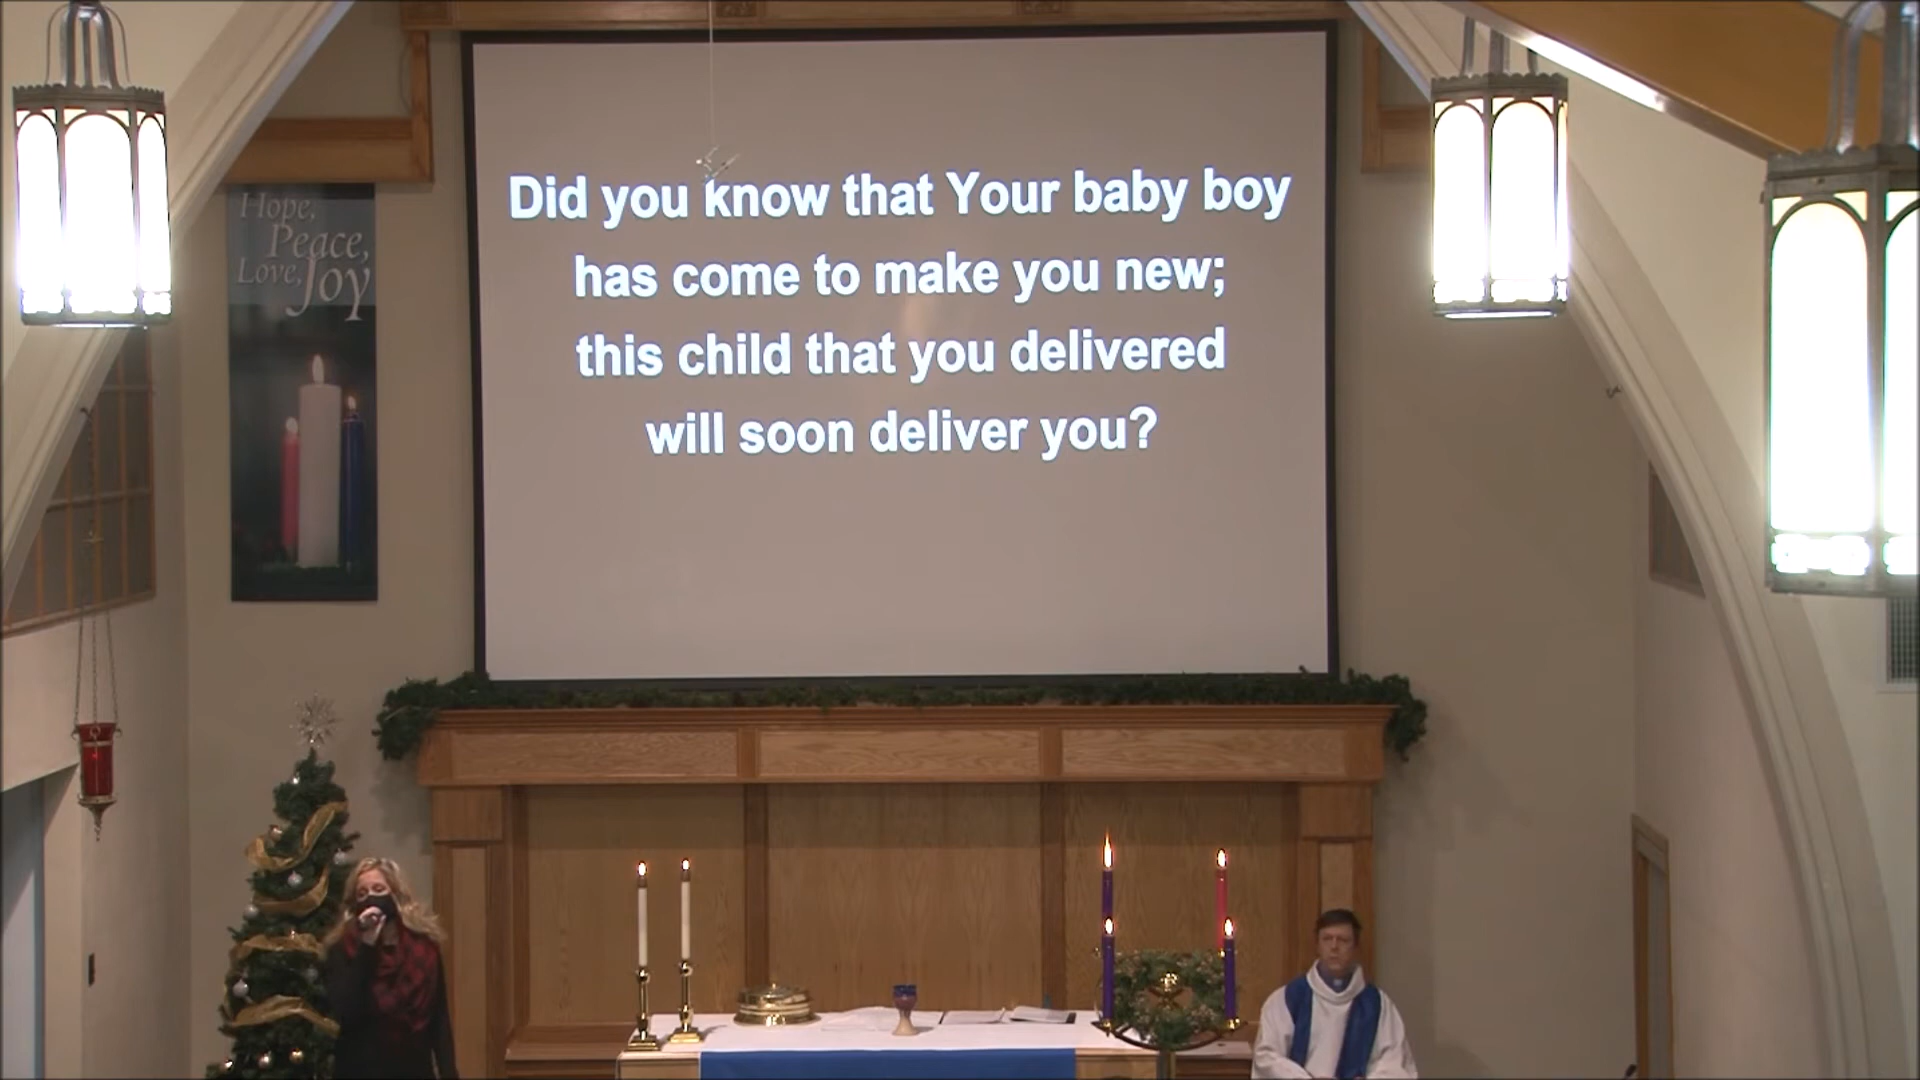 Did you know that Your baby boy
has come to make you new;
this child that you delivered
will soon deliver you?
Hope,
Peace,
Love,
Joy